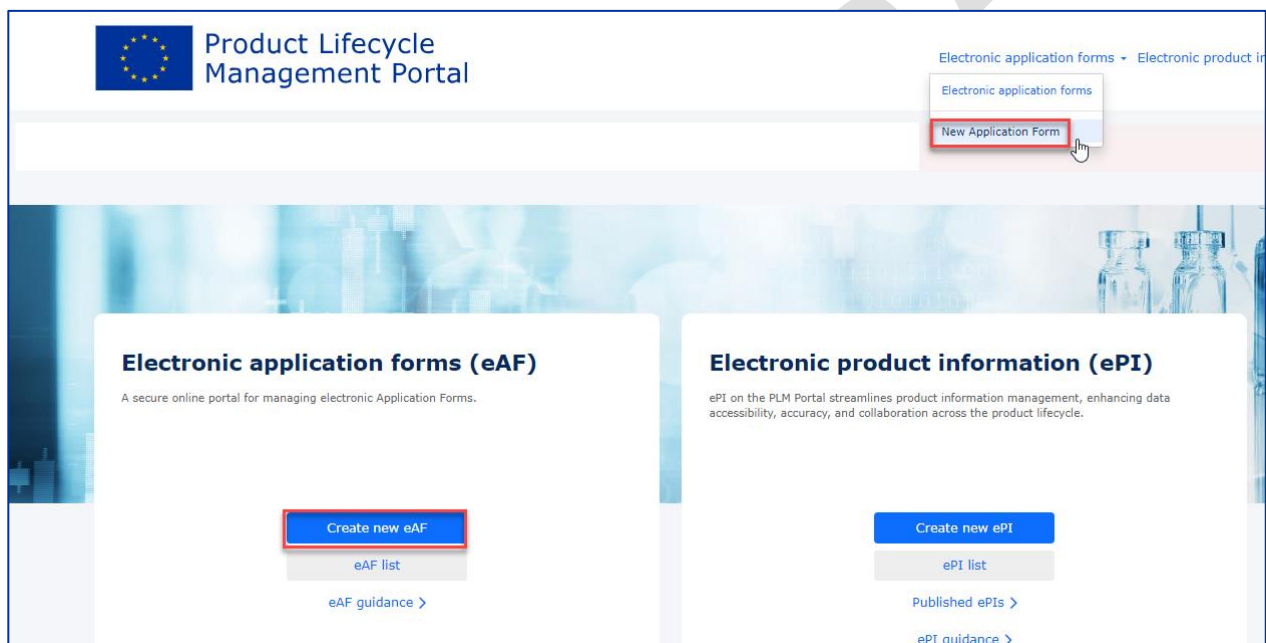 Product Lifecycle
Management Portal
Electronic application forms
Electronic product
Electronic application forms
New Application Form
Electronic application forms (eAF)
A secure online portal for managing electronic Application Forms.
Create new eAF
eAF list
eAF guidance >
Electronic product information (ePI)
ePI on the PLM Portal streamlines product information management, enhancing data
accessibility, accuracy, and collaboration across the product lifecycle.
Create new ePI
ePI list
Published ePIs >
ePI guidance >